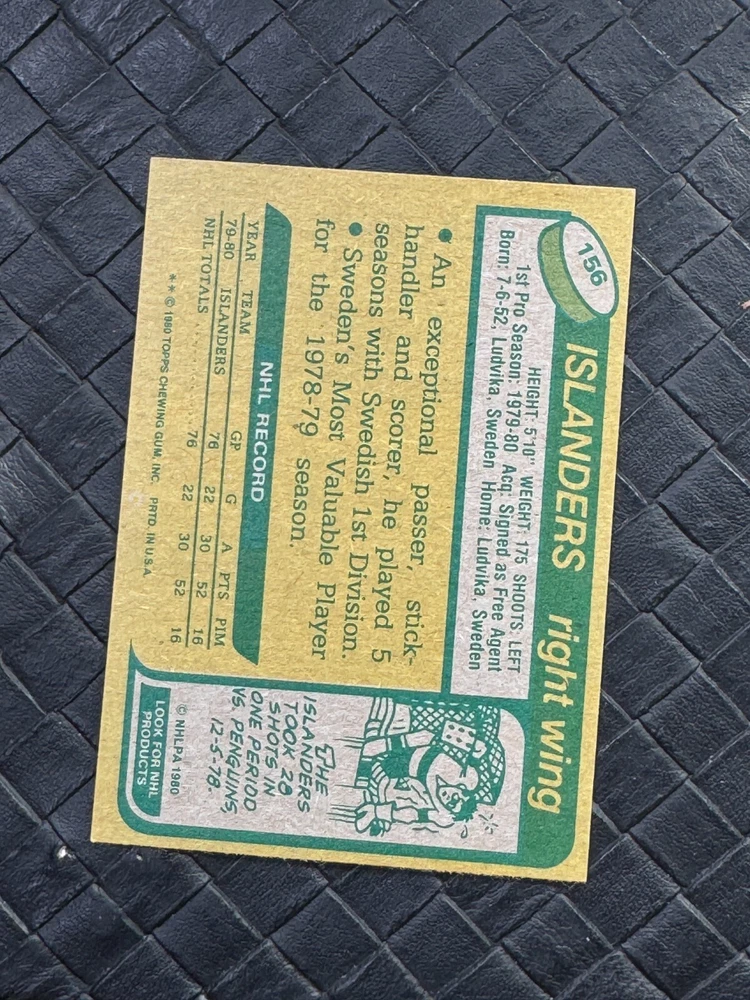 156
ISLANDERS right wing
HEIGHT: 5'10" WEIGHT: 175 SHOOTS: LEFT
1st Pro Season: 1979-80 Acq: Signed as Free Agent
Born: 7-6-52, Ludvika, Sweden Home: Ludvika, Sweden
• An exceptional passer, stick-
handler and scorer, he played 5
seasons with Swedish 1st Division.
• Sweden's Most Valuable Player
for the 1978-79 season.
NHL RECORD
YEAR TEAM GP G A PTS PIM
79-80 ISLANDERS 76 22 30 52 16
NHL TOTALS ..... 76 22 30 52 16
** © 1980 TOPPS CHEWING GUM, INC. PRTD. IN U.S.A.
THE
ISLANDERS
TOOK 28
SHOTS IN
ONE PERIOD
VS. PENGUINS,
12-5-78.
© NHLPA 1980
LOOK FOR NHL
PRODUCTS